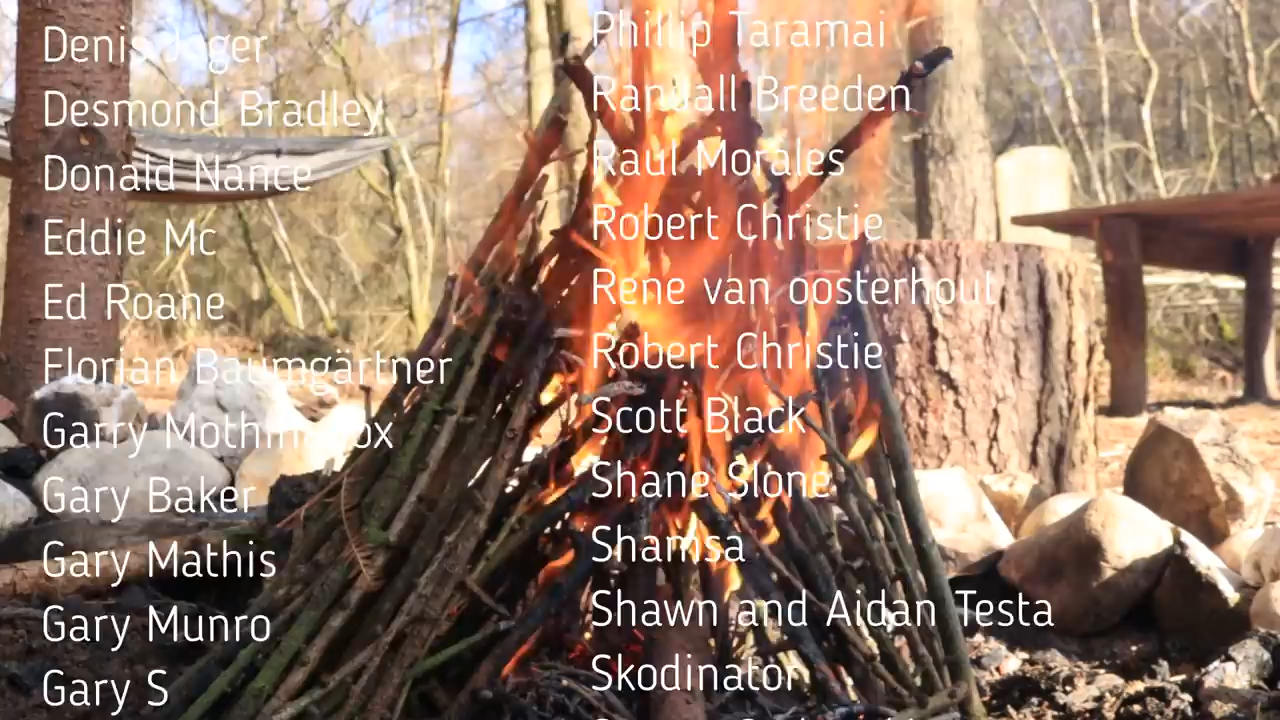 Denis Jager
Desmond Bradley
Donald Nance
Eddie Mc
Ed Roane
Florian Baumgärtner
Garry
Gary Baker
Gary Mathis
Gary Munro
Gary S
Phillip Taramai
Randall Breeden
Raul Morales
Robert Christie
Rene van oosterhout
Robert Christie
Scott Black
Shane Slone
Shamsa
Shawn and Aidan Testa
Skodinator